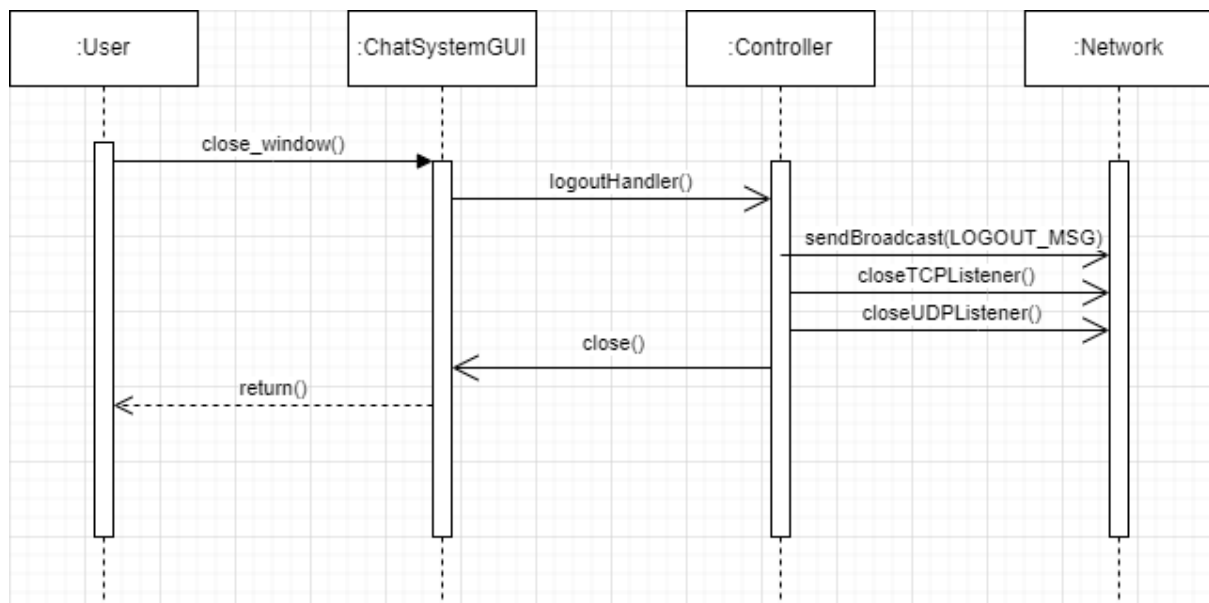 :User
:ChatSystemGUI
:Controller
:Network
close_window()
logoutHandler()
sendBroadcast(LOGOUT_MSG)
closeTCPListener()
closeUDPListener()
close()
return()